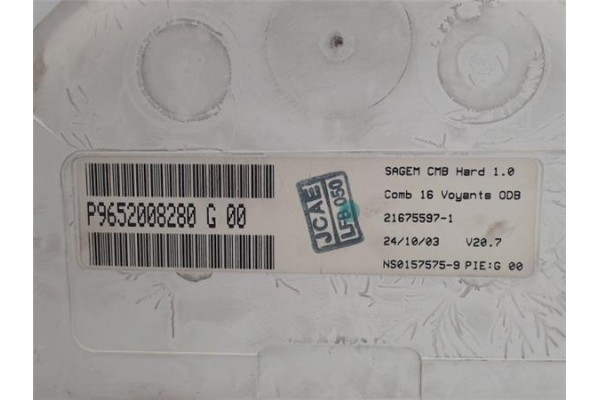 P9652008280 G 00
JCAE
LFB 050
SAGEM CMB Hard 1.0
Comb 16 Voyants ODB
21675597-1
24/10/03 V20.7
NS0157575-9 PIE:G 00